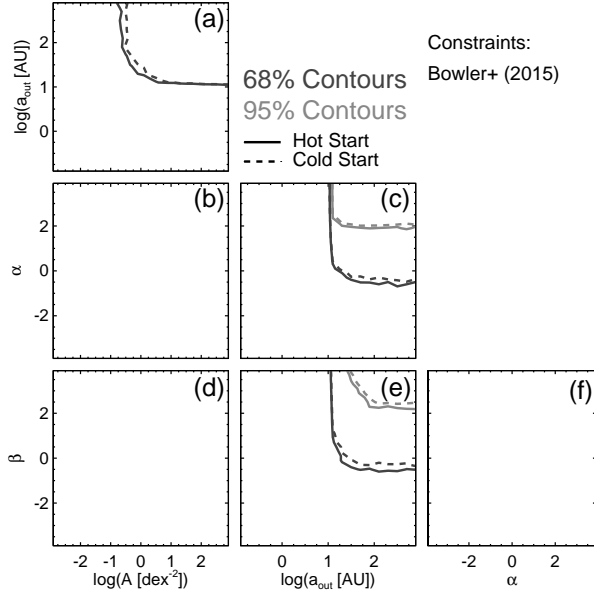 (a)
Constraints:
Bowler+ (2015)
68% Contours
95% Contours
Hot Start
Cold Start
log(a_out [AU])
2
1
0
(b)
(c)
α
2
0
-2
(d)
(e)
(f)
β
2
0
-2
-2 -1 0 1 2
log(A [dex⁻²])
0 1 2
log(a_out [AU])
-2 0 2
α